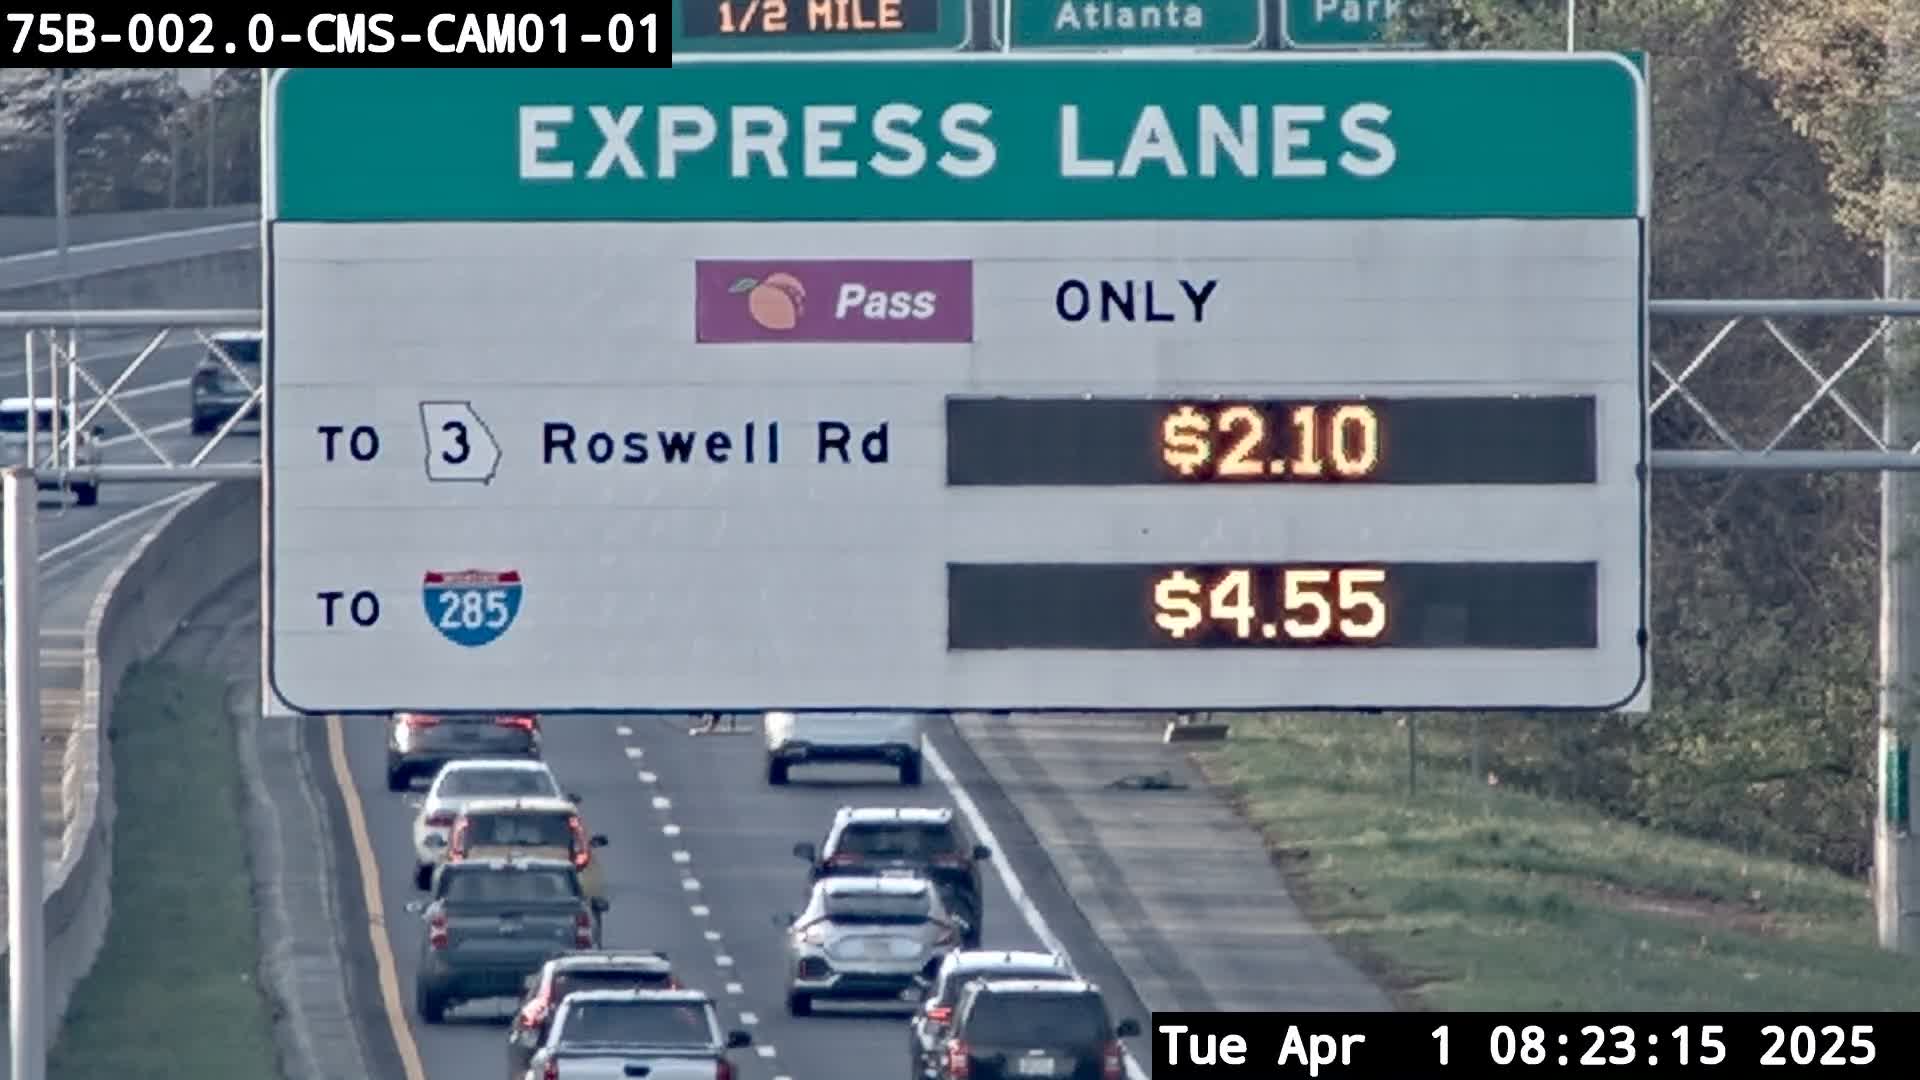 75B-002.0-CMS-CAM01-01
1/2 MILE
Atlanta
EXPRESS LANES
Pass ONLY
TO 3 Roswell Rd $2.10
TO 285 $4.55
Tue Apr 1 08:23:15 2025